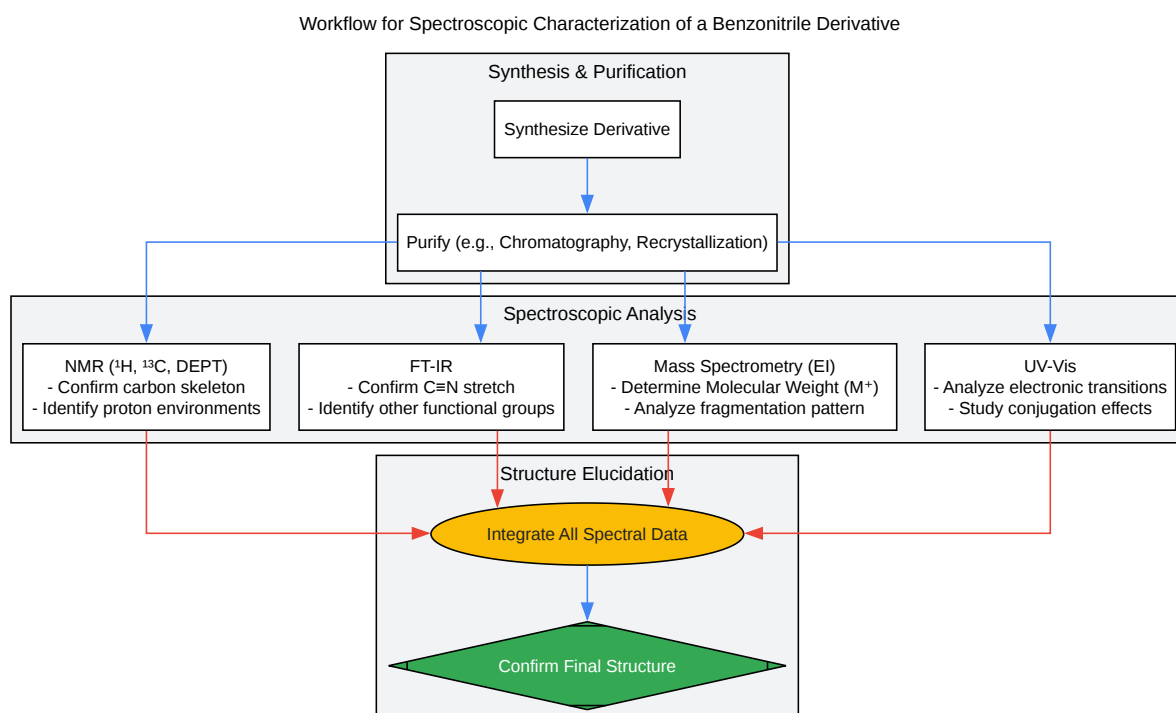 Workflow for Spectroscopic Characterization of a Benzonitrile Derivative
Synthesis & Purification
Synthesize Derivative
Purify (e.g., Chromatography, Recrystallization)
Spectroscopic Analysis
NMR (¹H, ¹³C, DEPT)
- Confirm carbon skeleton
- Identify proton environments
FT-IR
- Confirm C≡N stretch
- Identify other functional groups
Mass Spectrometry (EI)
- Determine Molecular Weight (M⁺)
- Analyze fragmentation pattern
UV-Vis
- Analyze electronic transitions
- Study conjugation effects
Structure Elucidation
Integrate All Spectral Data
Confirm Final Structure